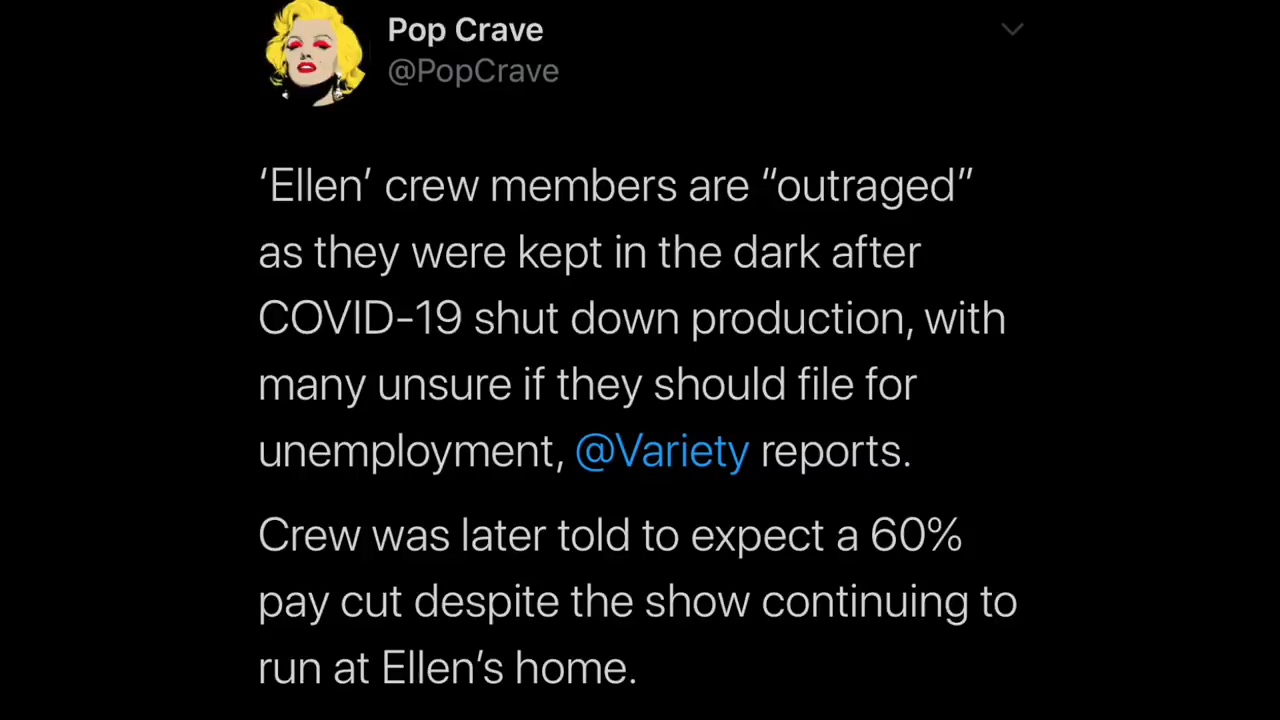 Pop Crave
@PopCrave
‘Ellen’ crew members are “outraged”
as they were kept in the dark after
COVID-19 shut down production, with
many unsure if they should file for
unemployment, @Variety reports.
Crew was later told to expect a 60%
pay cut despite the show continuing to
run at Ellen’s home.